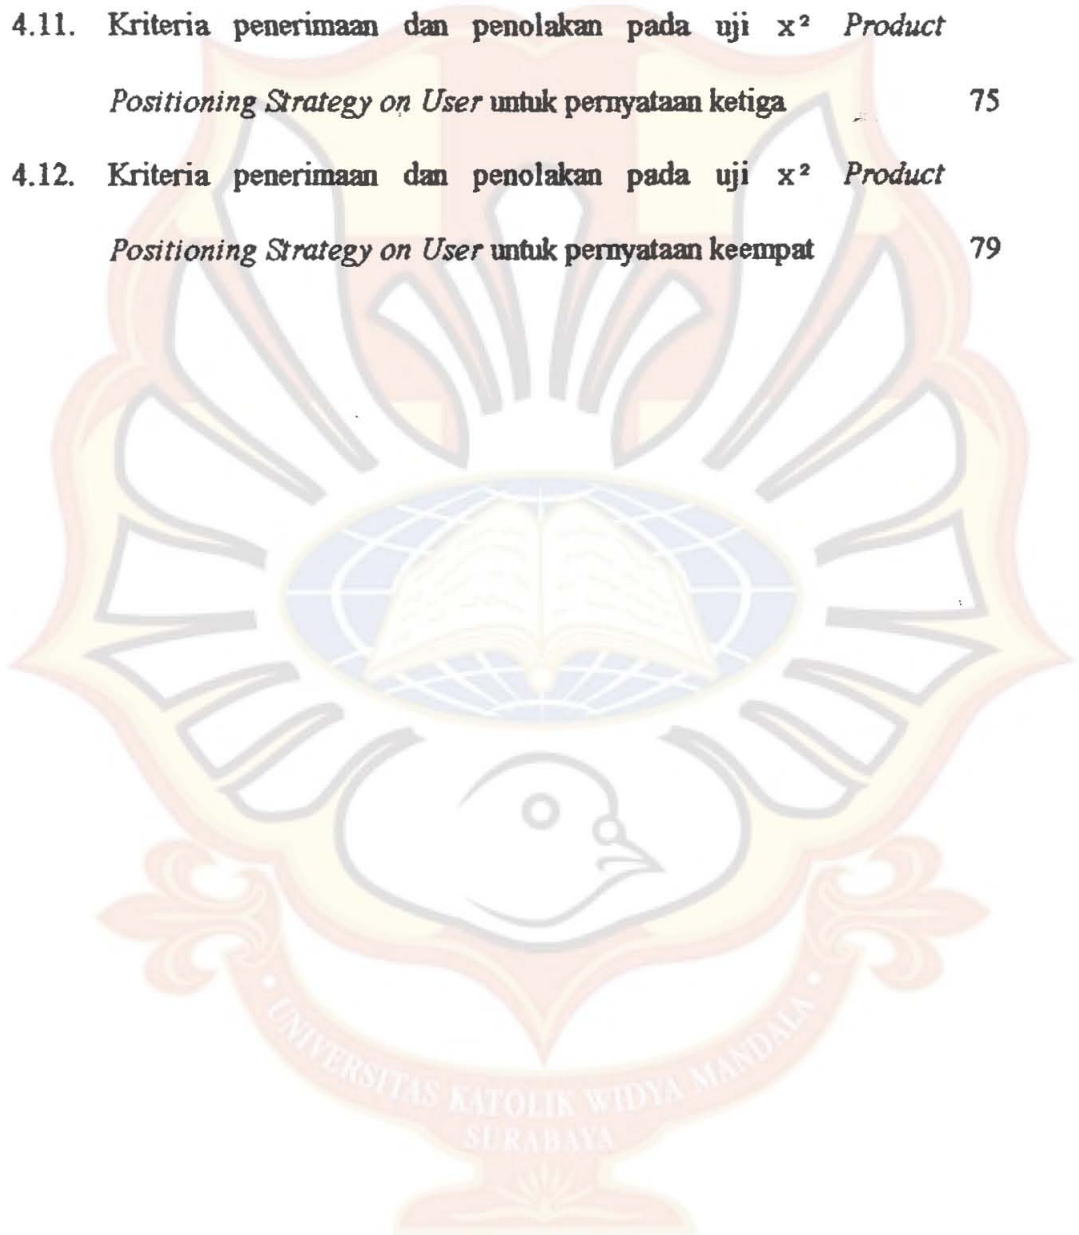 4.11. Kriteria penerimaan dan penolakan pada uji x² Product
Positioning Strategy on User untuk pernyataan ketiga 75
4.12. Kriteria penerimaan dan penolakan pada uji x² Product
Positioning Strategy on User untuk pernyataan keempat 79
UNIVERSITAS KATOLIK WIDYA MANDALA
SURABAYA